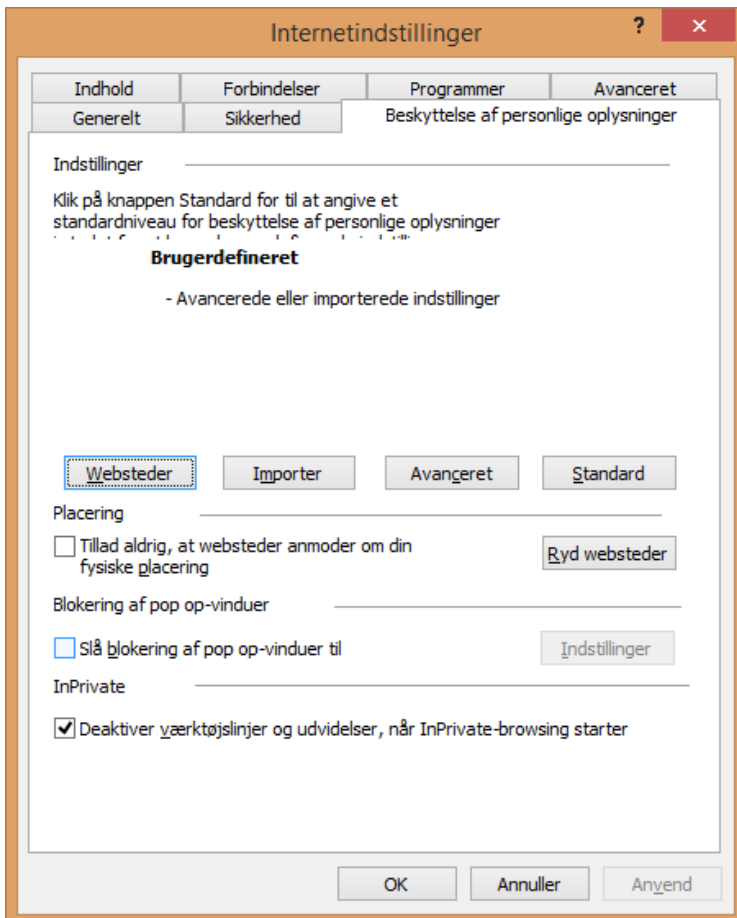 Internetindstillinger
?
Indhold
Forbindelser
Programmer
Avanceret
Generelt
Sikkerhed
Beskyttelse af personlige oplysninger
Indstillinger
Klik på knappen Standard for til at angive et
standardniveau for beskyttelse af personlige oplysninger
Brugerdefineret
- Avancerede eller importerede indstillinger
Websteder
Importer
Avanceret
Standard
Placering
Tillad aldrig, at websteder anmoder om din
fysiske placering
Ryd websteder
Blokering af pop op-vinduer
Slå blokering af pop op-vinduer til
Indstillinger
InPrivate
Deaktiver værktøjslinjer og udvidelser, når InPrivate-browsing starter
OK
Annuller
Anvend